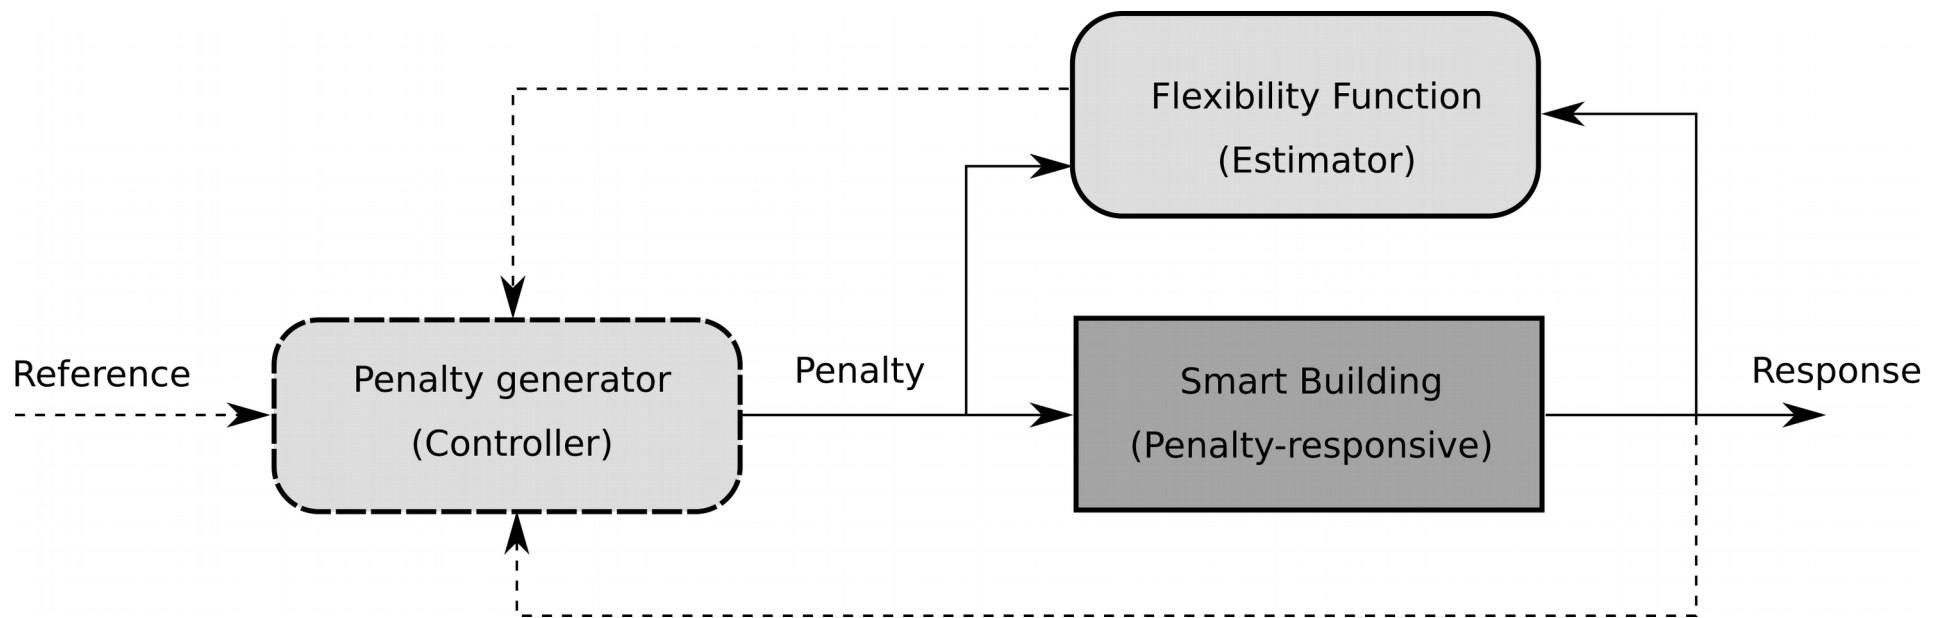 Flexibility Function
(Estimator)
Reference
Penalty generator
(Controller)
Penalty
Smart Building
(Penalty-responsive)
Response